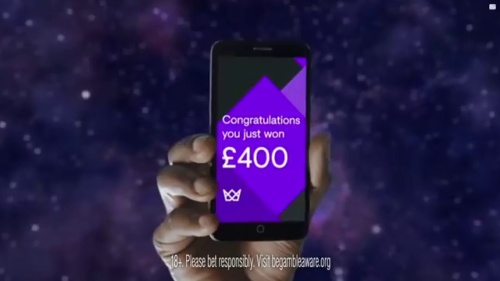 Congratulations
you just won
£400
18+. Please bet responsibly. Visit begambleaware.org